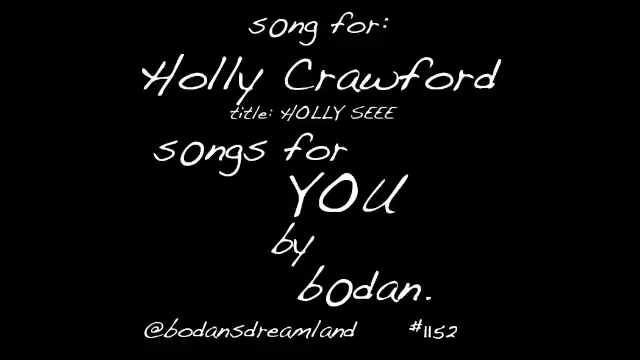 song for:
Holly Crawford
title: HOLLY SEEE
songs for
YOU
by
bOdan.
@bodansdreamland #1152